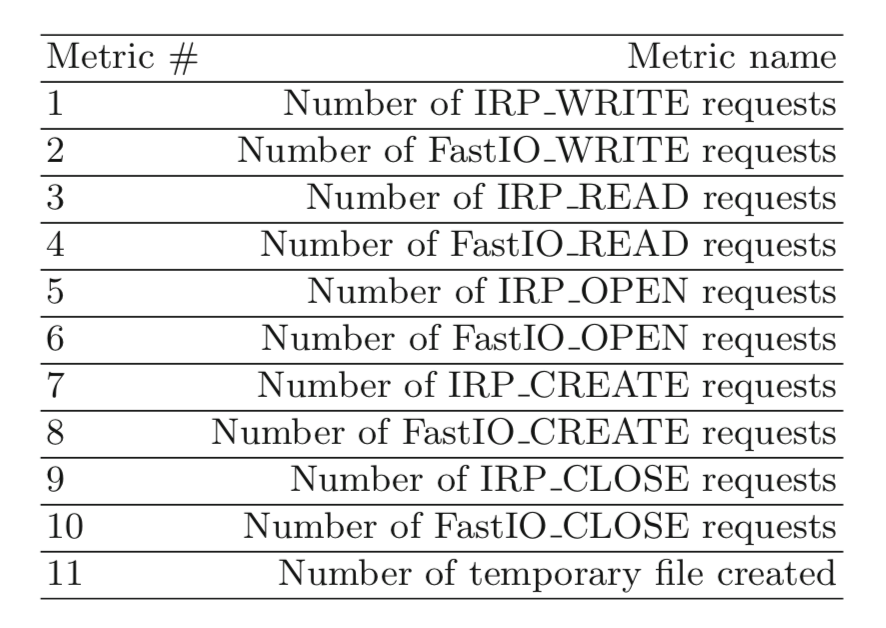 Metric # Metric name
1 Number of IRP_WRITE requests
2 Number of FastIO_WRITE requests
3 Number of IRP_READ requests
4 Number of FastIO_READ requests
5 Number of IRP_OPEN requests
6 Number of FastIO_OPEN requests
7 Number of IRP_CREATE requests
8 Number of FastIO_CREATE requests
9 Number of IRP_CLOSE requests
10 Number of FastIO_CLOSE requests
11 Number of temporary file created